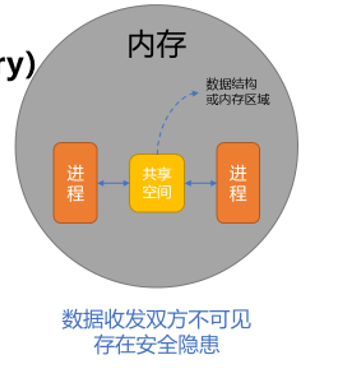 ry)
内存
数据结构
或内存区域
进
程
共享
空间
进
程
数据收发双方不可见
存在安全隐患